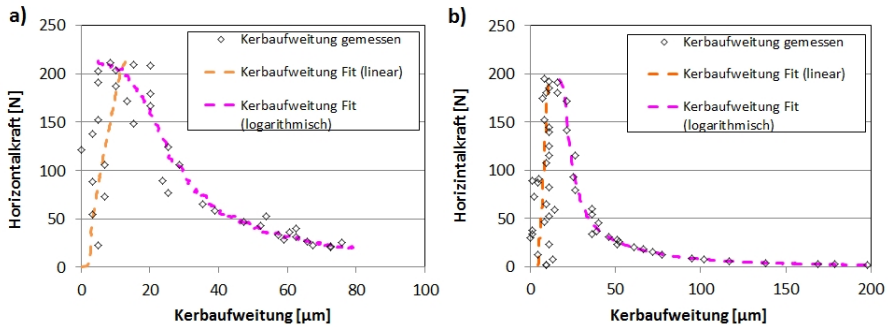 a)
250
200
150
100
50
0
Horizontalkraft [N]
Kerbaufweitung gemessen
Kerbaufweitung Fit (linear)
Kerbaufweitung Fit
(logarithmisch)
0 20 40 60 80 100
Kerbaufweitung [µm]
b)
250
200
150
100
50
0
Horizintalkraft [N]
Kerbaufweitung gemessen
Kerbaufweitung Fit (linear)
Kerbaufweitung Fit
(logarithmisch)
0 50 100 150 200
Kerbaufweitung [µm]